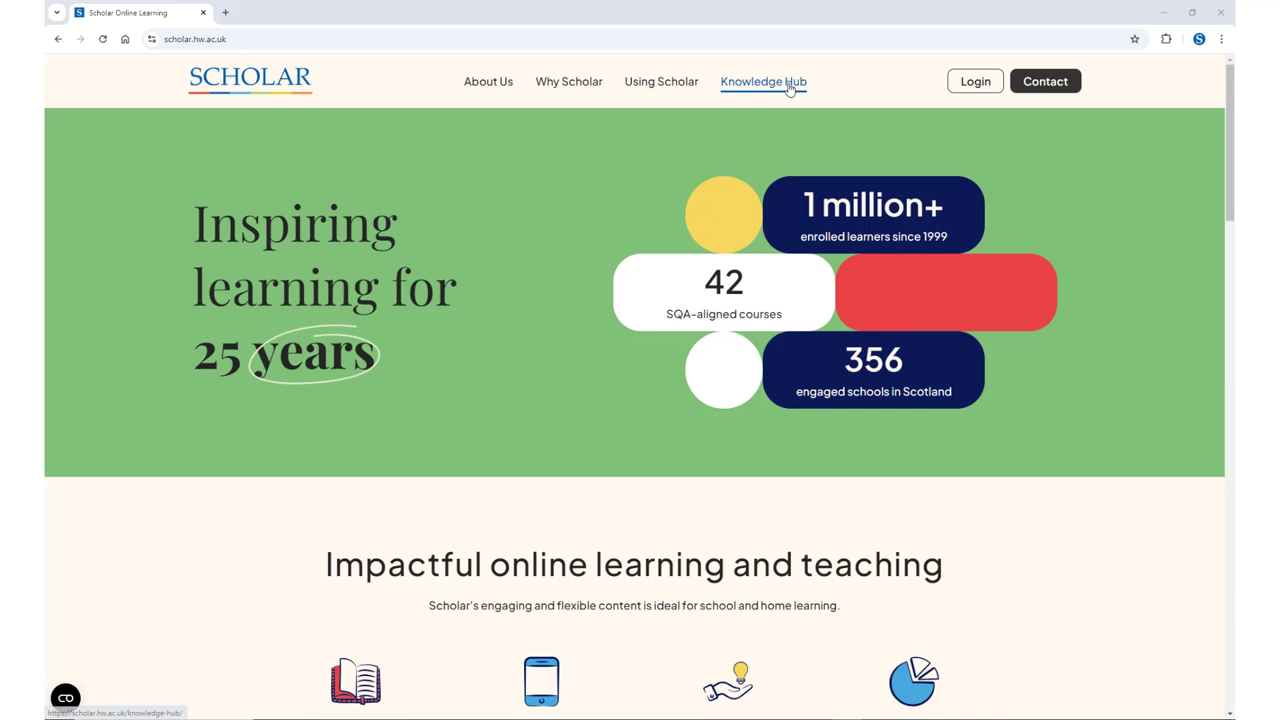 Scholar Online Learning
scholar.hw.ac.uk
SCHOLAR
About Us
Why Scholar
Using Scholar
Knowledge Hub
Login
Contact
Inspiring
learning for
25 years
1 million+
enrolled learners since 1999
42
SQA-aligned courses
356
engaged schools in Scotland
Impactful online learning and teaching
Scholar's engaging and flexible content is ideal for school and home learning.
https://scholar.hw.ac.uk/knowledge-hub/